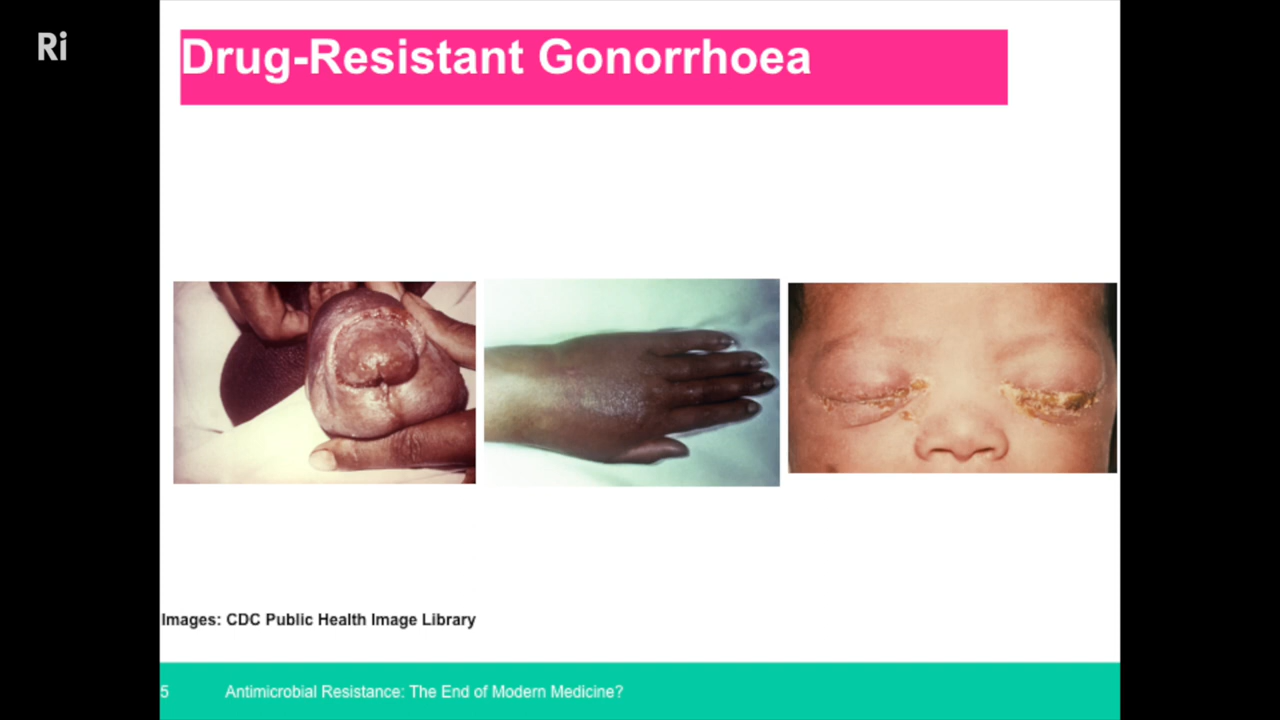 Ri
Drug-Resistant Gonorrhoea
Images: CDC Public Health Image Library
5 Antimicrobial Resistance: The End of Modern Medicine?